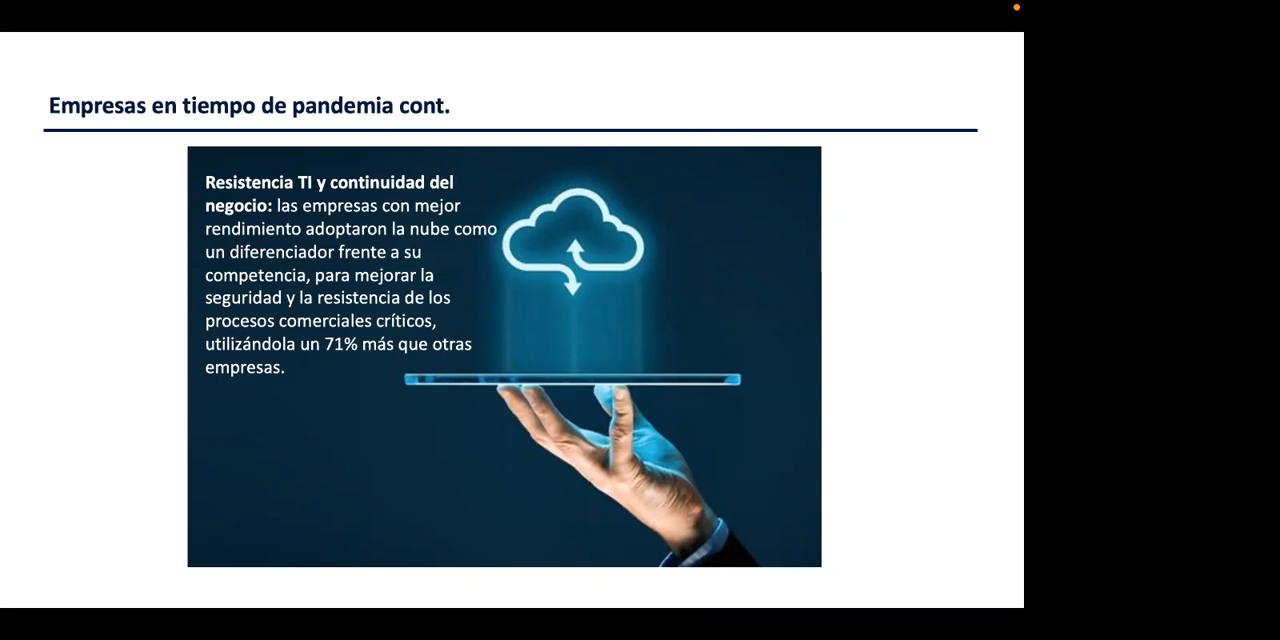 Empresas en tiempo de pandemia cont.
Resistencia TI y continuidad del
negocio: las empresas con mejor
rendimiento adoptaron la nube como
un diferenciador frente a su
competencia, para mejorar la
seguridad y la resistencia de los
procesos comerciales críticos,
utilizándola un 71% más que otras
empresas.